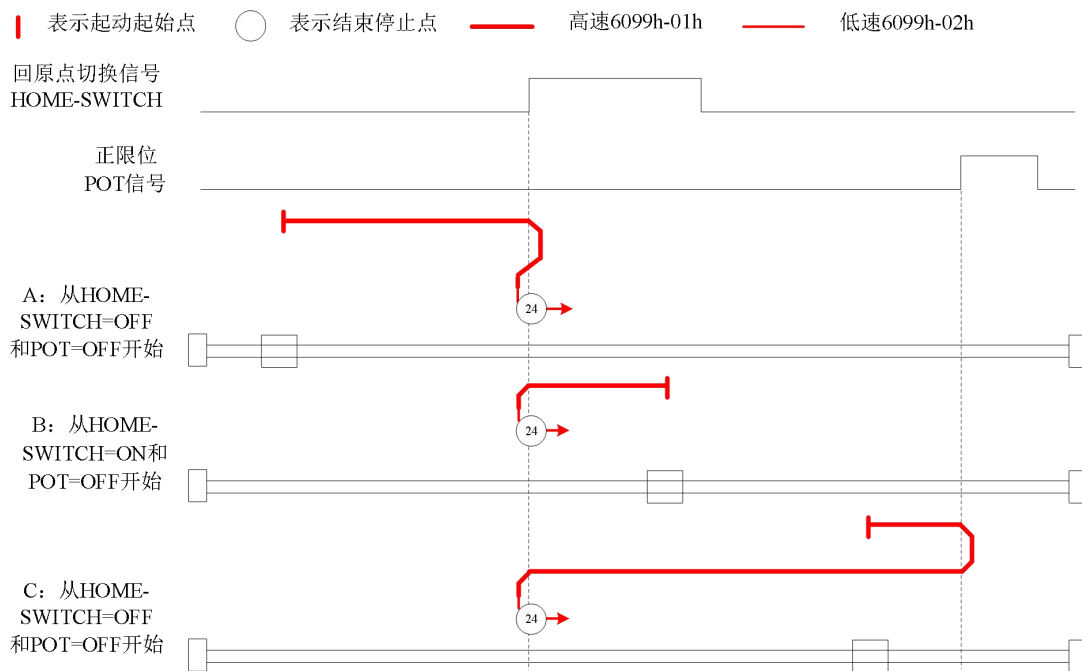 表示起动起始点 表示结束停止点 高速6099h-01h 低速6099h-02h
回原点切换信号
HOME-SWITCH
正限位
POT信号
24
A：从HOME-
SWITCH=OFF
和POT=OFF开始
24
B：从HOME-
SWITCH=ON和
POT=OFF开始
24
C：从HOME-
SWITCH=OFF
和POT=OFF开始